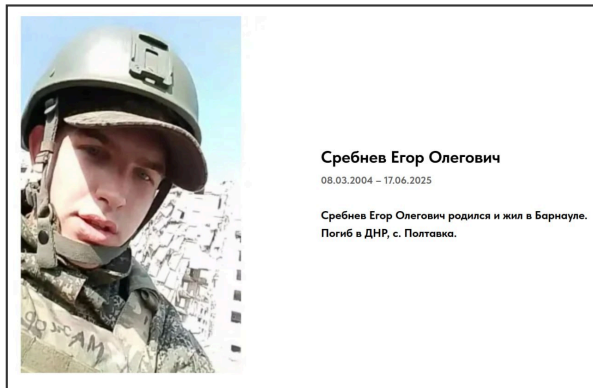 Сребнев Егор Олегович
08.03.2004 – 17.06.2025
Сребнев Егор Олегович родился и жил в Барнауле.
Погиб в ДНР, с. Полтавка.